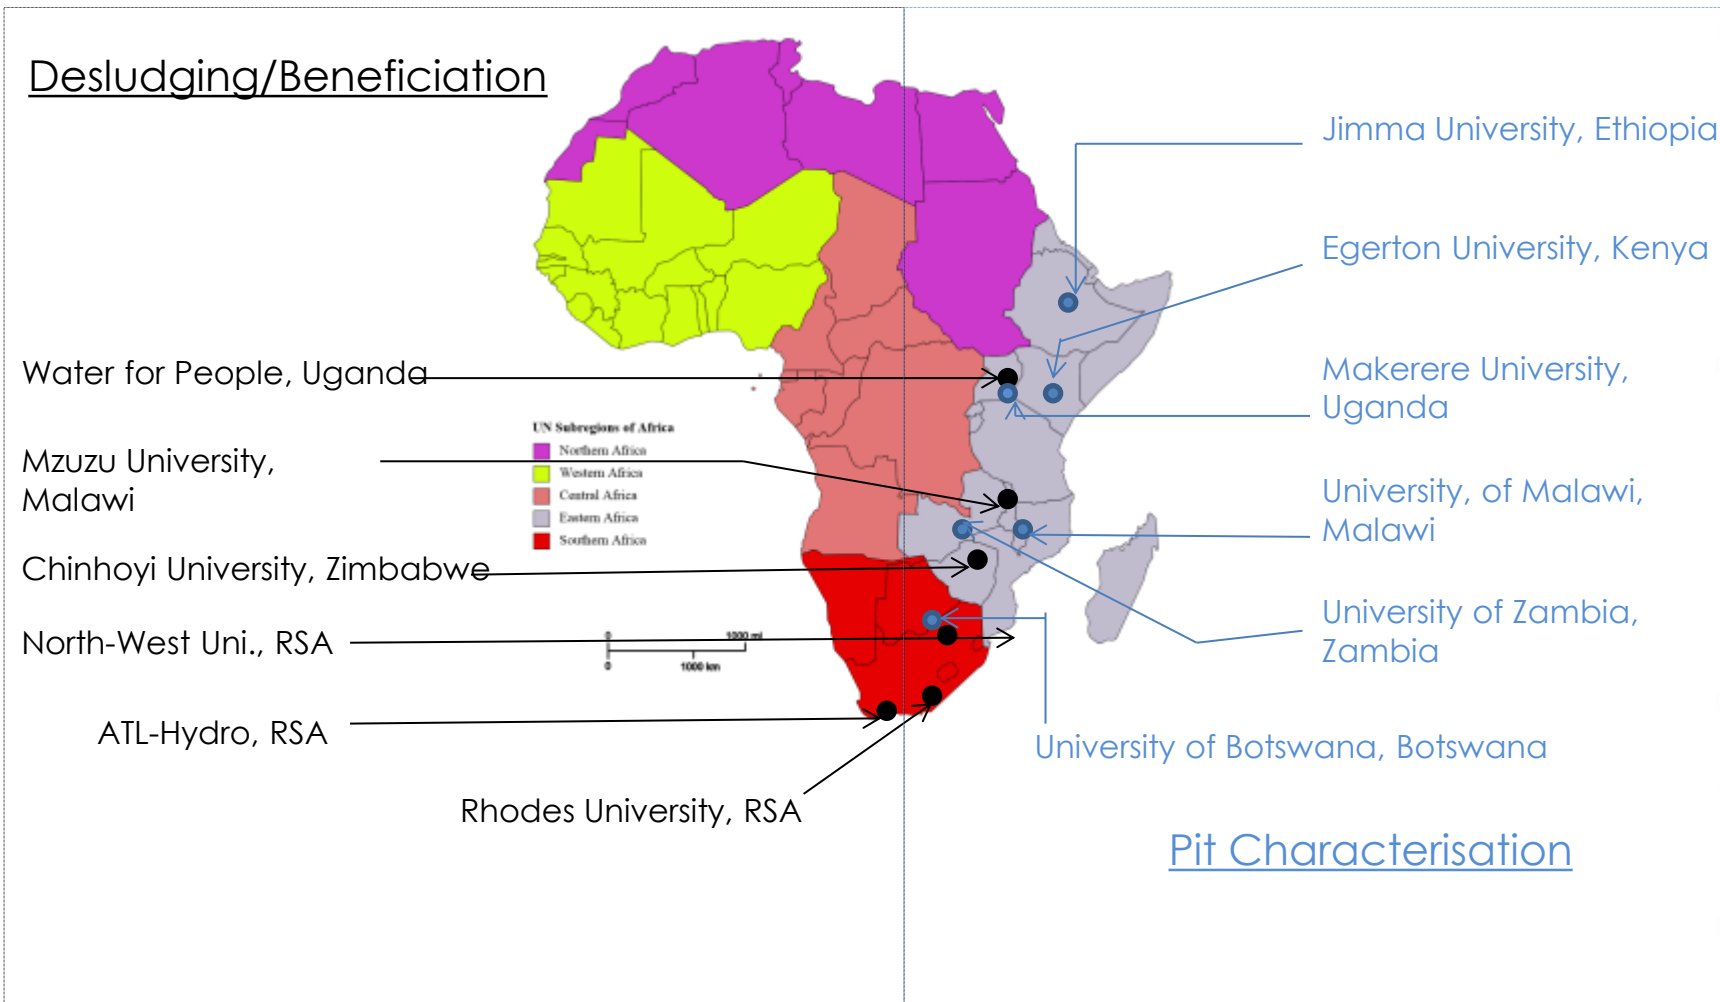 Desludging/Beneficiation
Water for People, Uganda
Mzuzu University,
Malawi
Chinhoyi University, Zimbabwe
North-West Uni., RSA
ATL-Hydro, RSA
Rhodes University, RSA
UN Subregions of Africa
Northern Africa
Western Africa
Central Africa
Eastern Africa
Southern Africa
0 1000 mi
0 1000 km
Jimma University, Ethiopia
Egerton University, Kenya
Makerere University,
Uganda
University, of Malawi,
Malawi
University of Zambia,
Zambia
University of Botswana, Botswana
Pit Characterisation